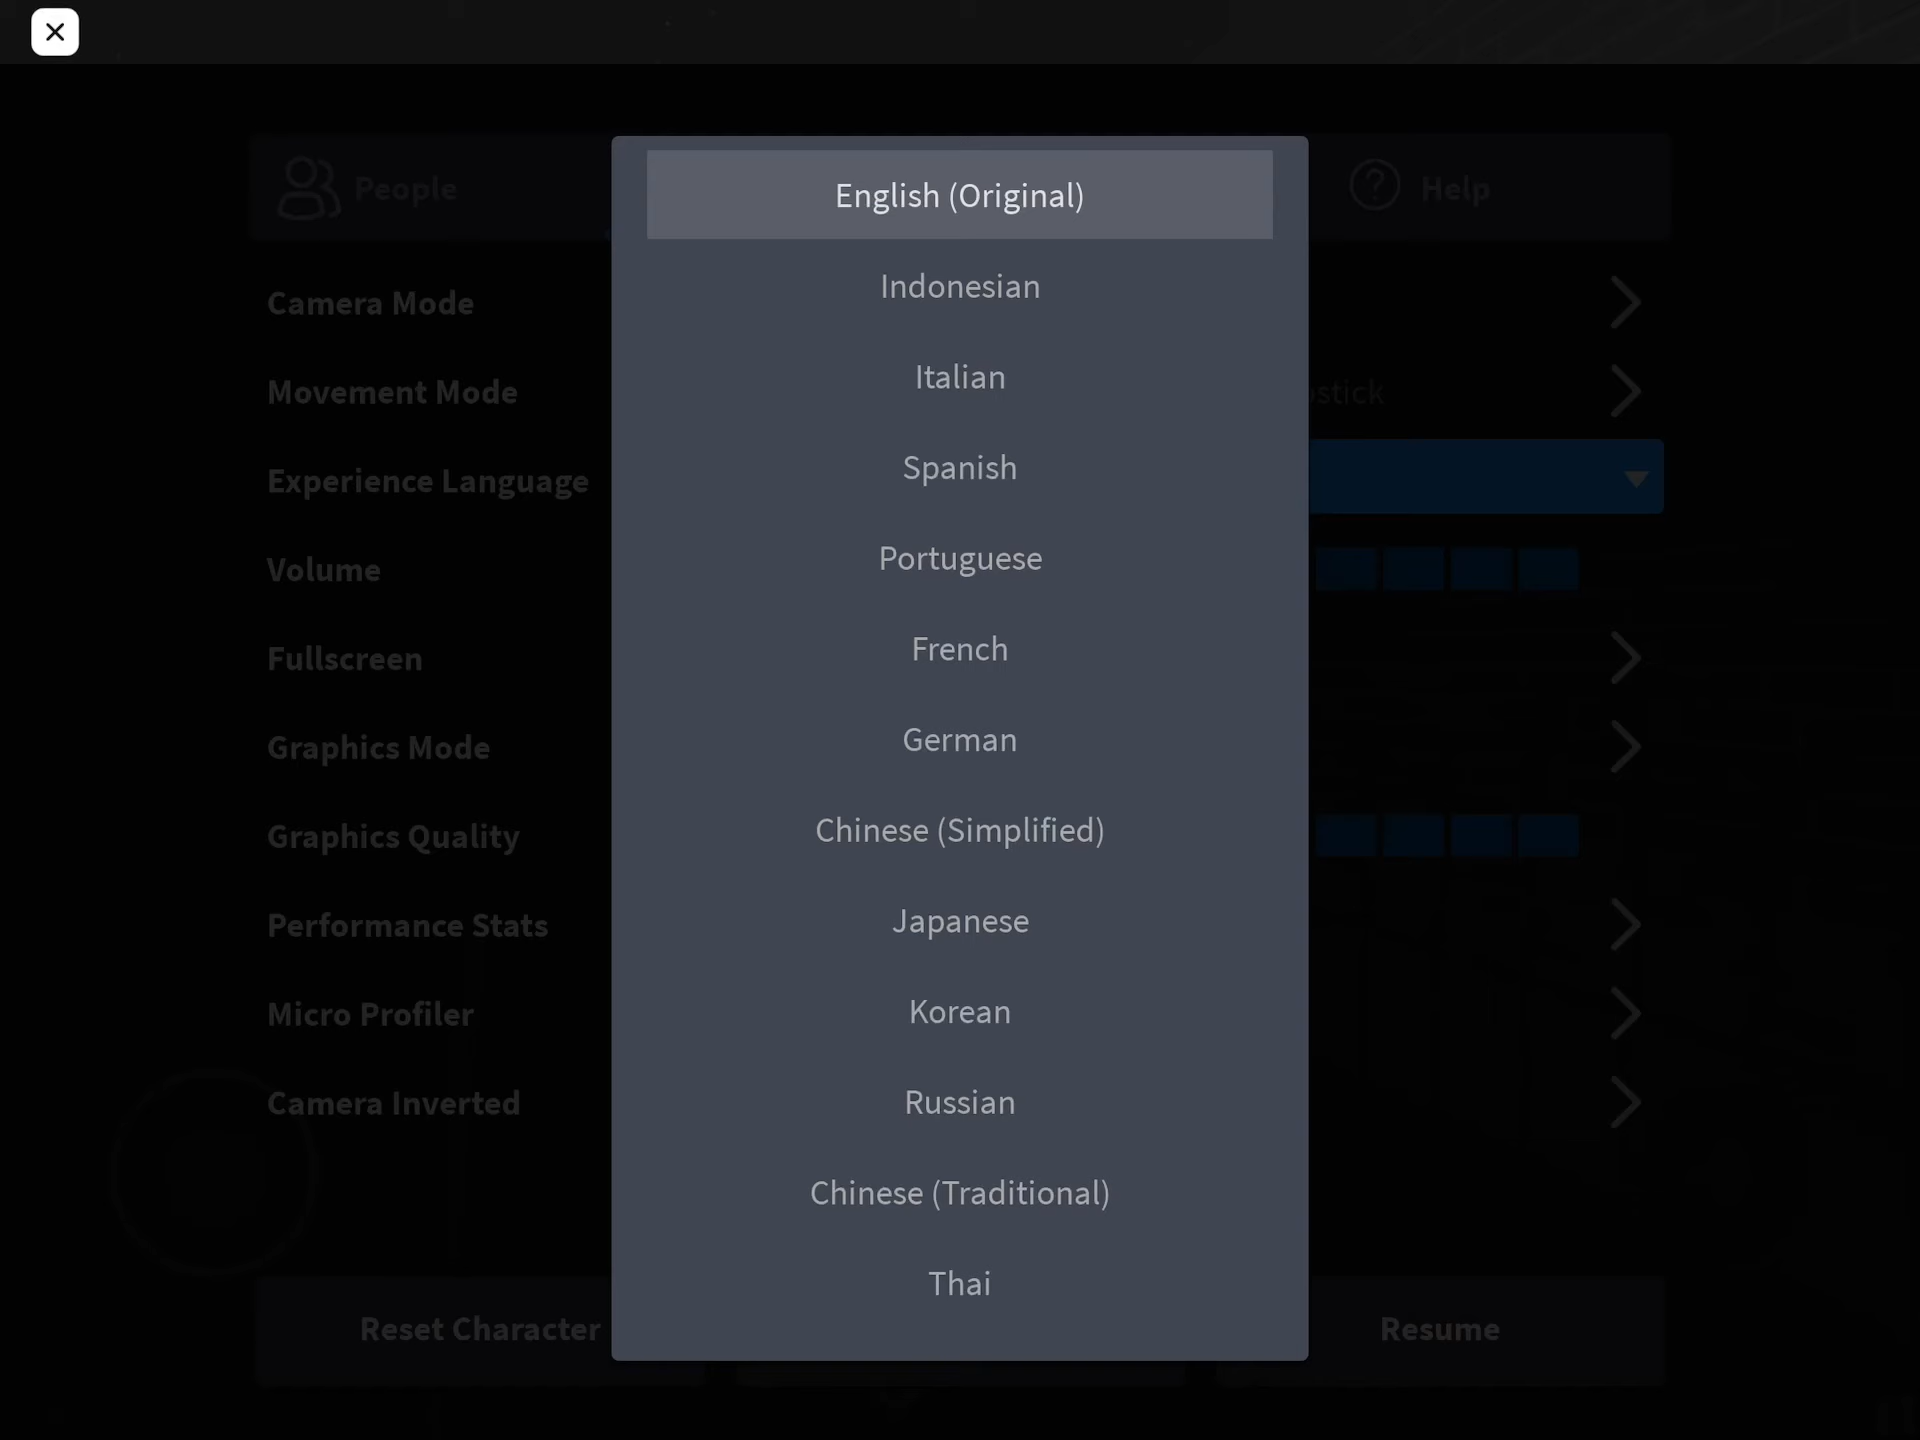 People
Help
English (Original)
Indonesian
Italian
Spanish
Portuguese
French
German
Chinese (Simplified)
Japanese
Korean
Russian
Chinese (Traditional)
Thai
Camera Mode
Movement Mode
Experience Language
Volume
Fullscreen
Graphics Mode
Graphics Quality
Performance Stats
Micro Profiler
Camera Inverted
Reset Character
Resume